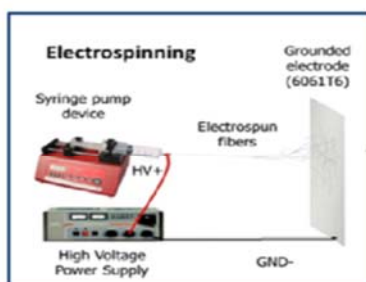 Electrospinning
Grounded
electrode
(6061T6)
Syringe pump
device
Electrospun
fibers
HV+
High Voltage
Power Supply
GND-